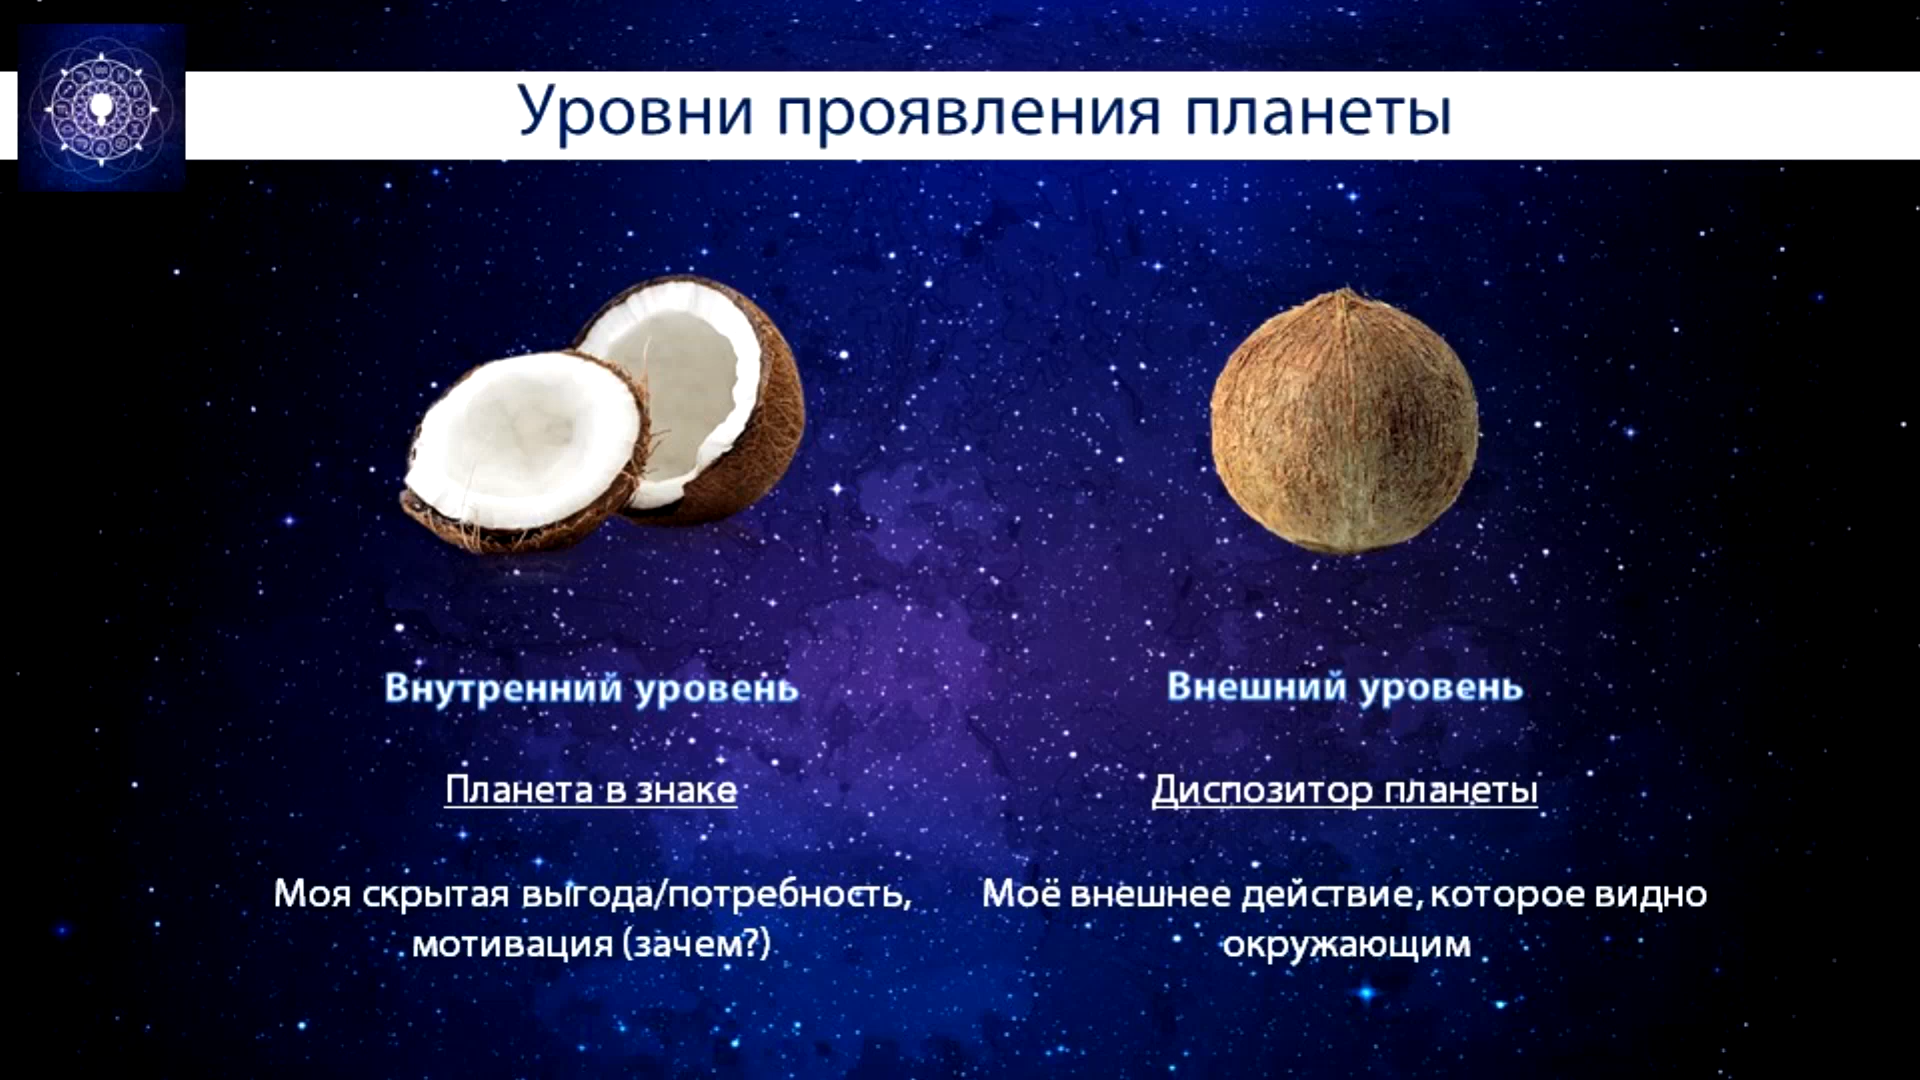 Уровни проявления планеты
Внутренний уровень
Планета в знаке
Моя скрытая выгода/потребность,
мотивация (зачем?)
Внешний уровень
Диспозитор планеты
Моё внешнее действие, которое видно
окружающим